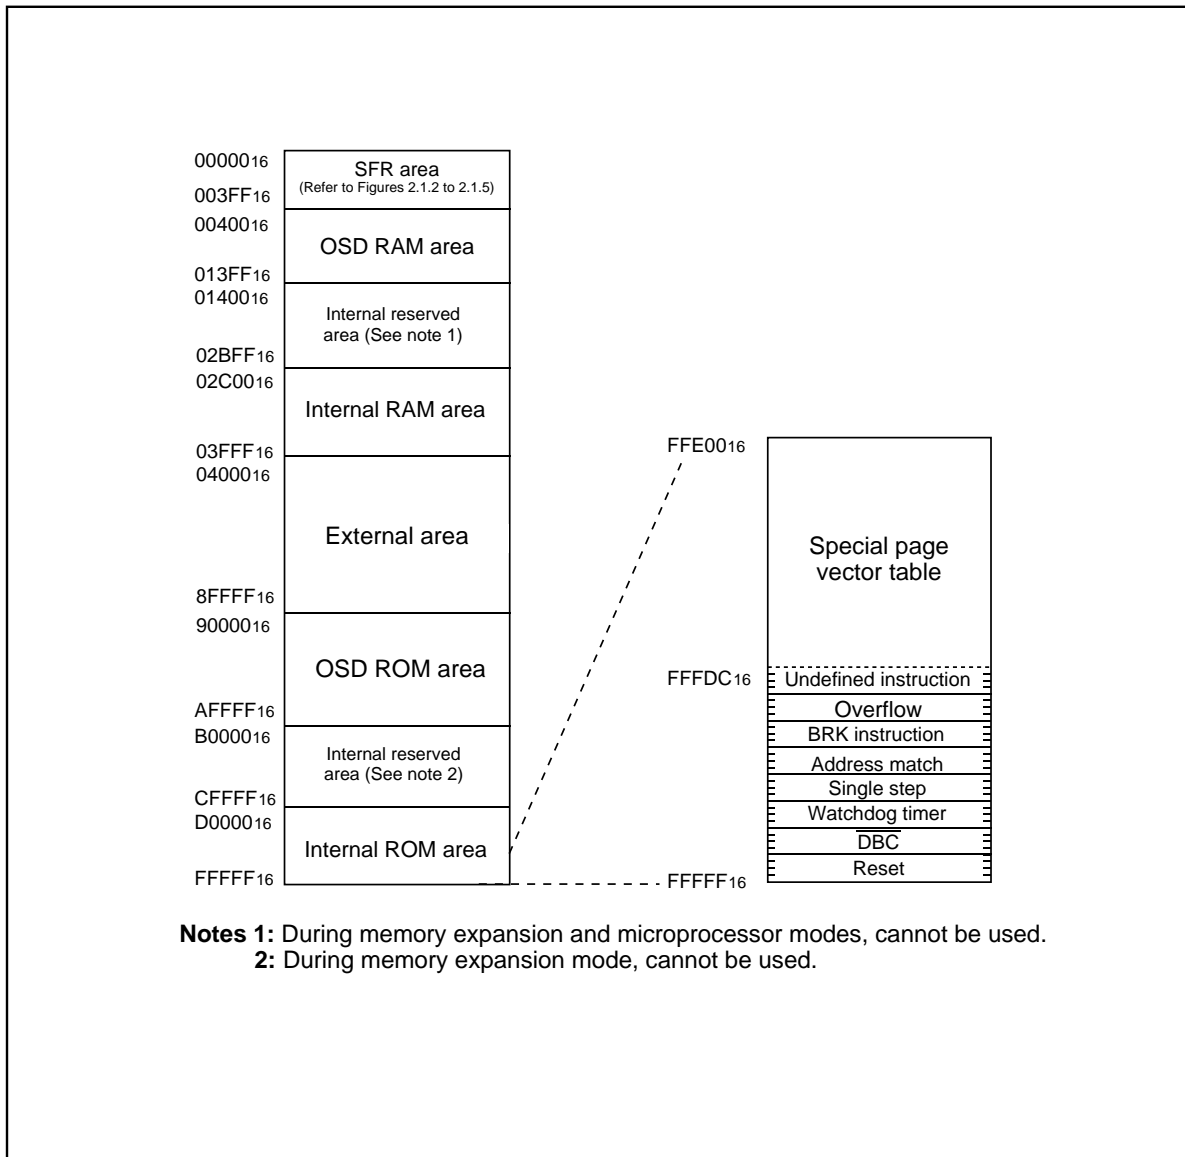 0000016
SFR area
(Refer to Figures 2.1.2 to 2.1.5)
003FF16
0040016
OSD RAM area
013FF16
0140016
Internal reserved
area (See note 1)
02BFF16
02C0016
Internal RAM area
03FFF16
0400016
External area
8FFFF16
9000016
OSD ROM area
AFFFF16
B000016
Internal reserved
area (See note 2)
CFFFF16
D000016
Internal ROM area
FFFFF16
FFE0016
Special page
vector table
FFFDC16
Undefined instruction
Overflow
BRK instruction
Address match
Single step
Watchdog timer
DBC
Reset
FFFFF16
Notes 1: During memory expansion and microprocessor modes, cannot be used.
2: During memory expansion mode, cannot be used.